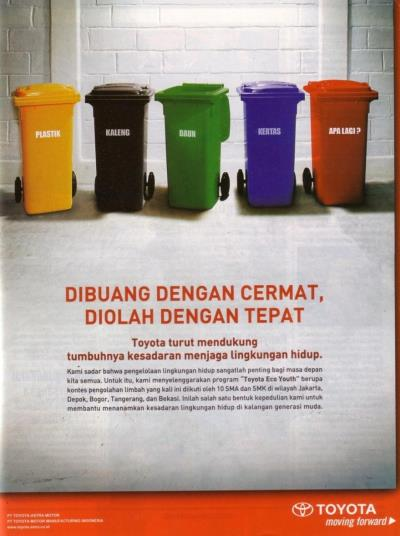 PLASTIK
KALENG
DAUN
KERTAS
APA LAGI ?
DIBUANG DENGAN CERMAT,
DIOLAH DENGAN TEPAT
Toyota turut mendukung
tumbuhnya kesadaran menjaga lingkungan hidup.
Kami sadar bahwa pengelolaan lingkungan hidup sangatlah penting bagi masa depan
kita semua. Untuk itu, kami menyelenggarakan program "Toyota Eco Youth" berupa
kontes pengolahan limbah yang kali ini diikuti oleh 10 SMA dan SMK di wilayah Jakarta,
Depok, Bogor, Tangerang, dan Bekasi. Inilah salah satu bentuk kepedulian kami untuk
membantu menanamkan kesadaran lingkungan hidup di kalangan generasi muda.
PT TOYOTA-ASTRA MOTOR
PT TOYOTA MOTOR MANUFACTURING INDONESIA
www.toyota.astra.co.id
TOYOTA
moving forward